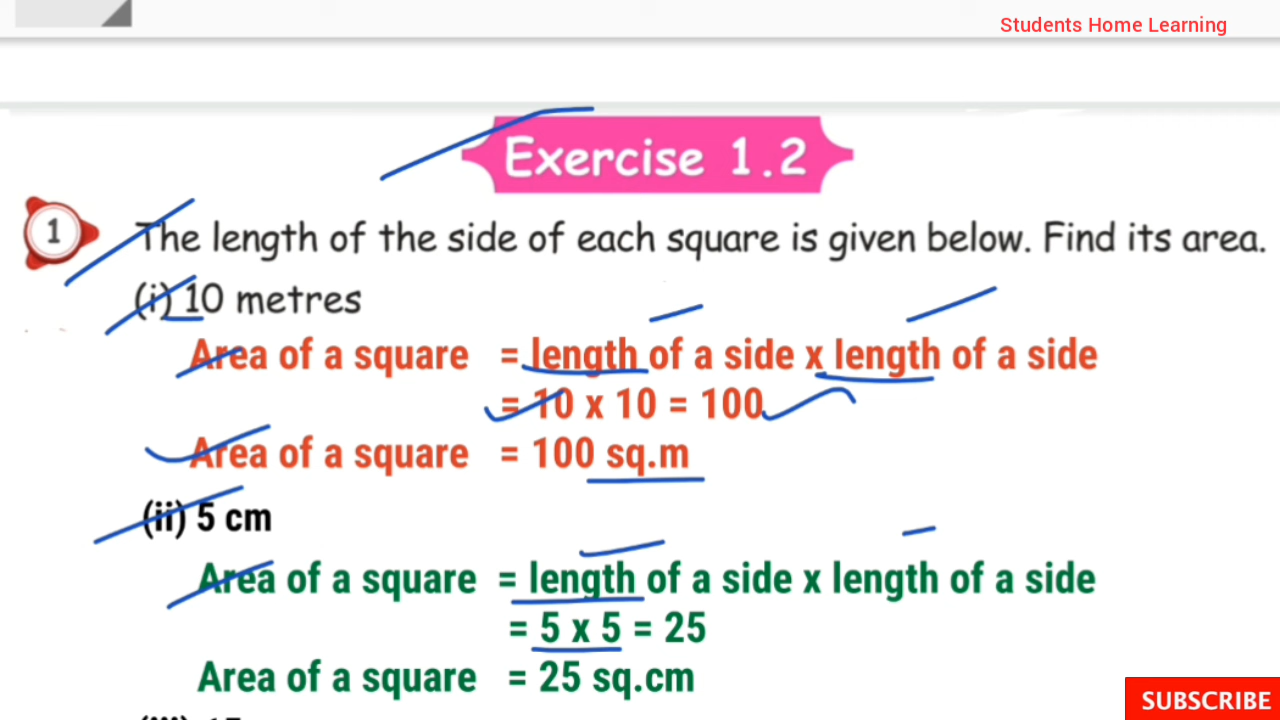 Students Home Learning
Exercise 1.2
1 The length of the side of each square is given below. Find its area.
(i) 10 metres
Area of a square = length of a side x length of a side
= 10 x 10 = 100
Area of a square = 100 sq.m
(ii) 5 cm
Area of a square = length of a side x length of a side
= 5 x 5 = 25
Area of a square = 25 sq.cm
SUBSCRIBE